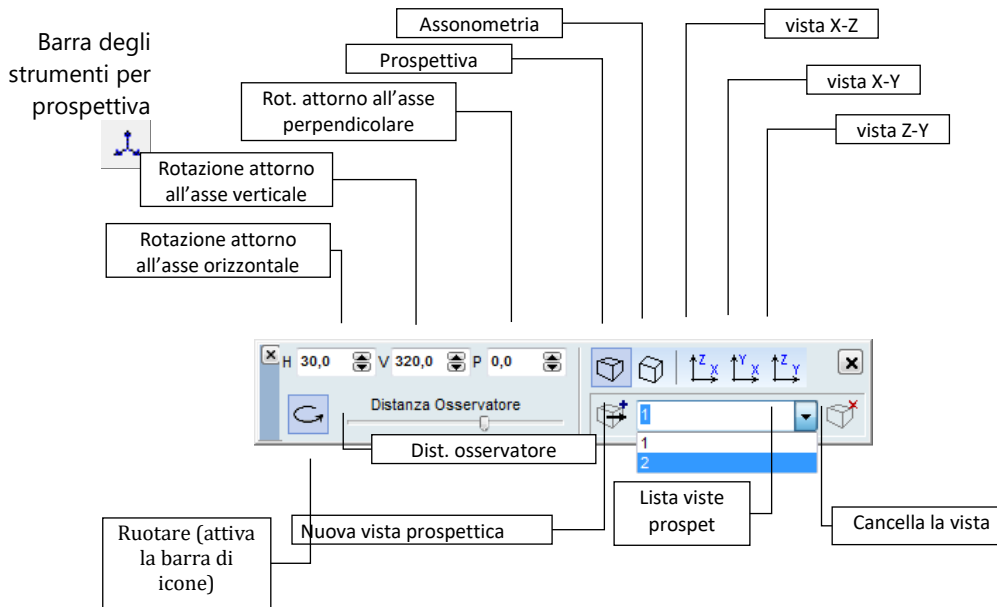 Assonometria
vista X-Z
Barra degli
strumenti per
prospettiva
Prospettiva
vista X-Y
Rot. attorno all’asse
perpendicolare
vista Z-Y
Rotazione attorno
all’asse verticale
Rotazione attorno
all’asse orizzontale
H 30,0 V 320,0 P 0,0
Z X Y X Z Y
Distanza Osservatore
1
1
2
Dist. osservatore
Nuova vista prospettica
Lista viste
prospet
Cancella la vista
Ruotare (attiva
la barra di
icone)